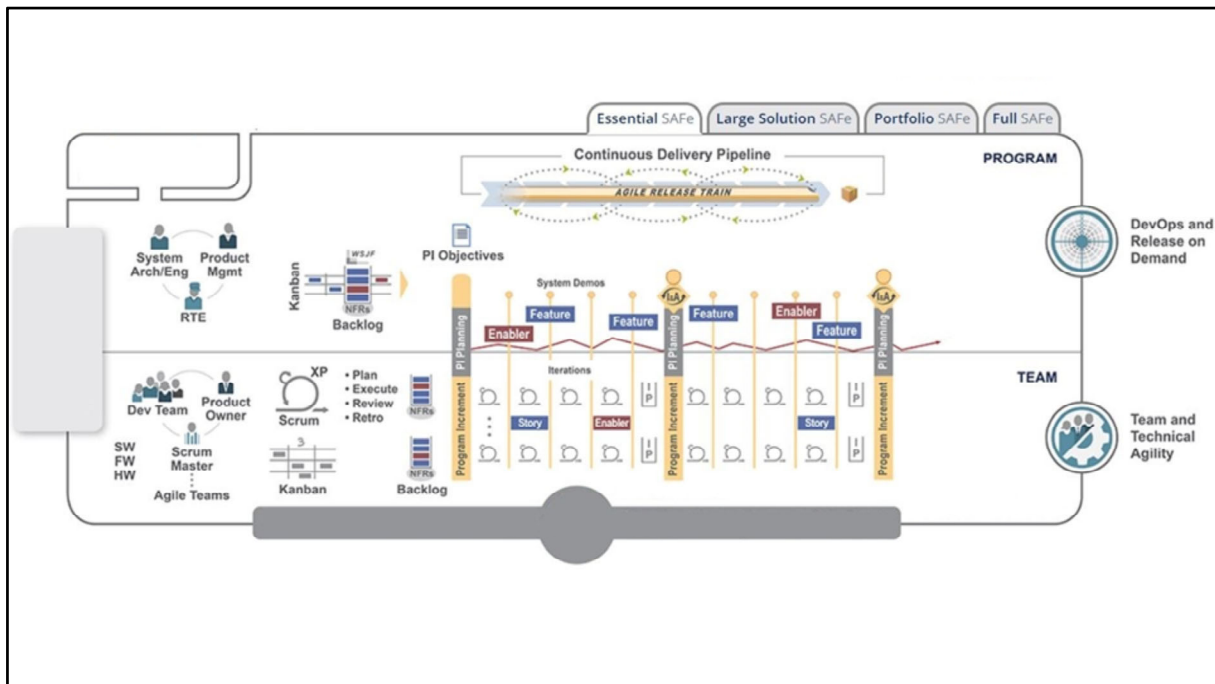 Essential SAFe
Large Solution SAFe
Portfolio SAFe
Full SAFe
Continuous Delivery Pipeline
PROGRAM
AGILE RELEASE TRAIN
DevOps and
Release on
Demand
System
Arch/Eng
Product
Mgmt
RTE
Kanban
WSJF
NFRs
Backlog
PI Objectives
System Demos
I&A
I&A
Enabler
Feature
Feature
Feature
Enabler
Feature
PI Planning
PI Planning
PI Planning
TEAM
Dev Team
Product
Owner
Scrum
Master
Agile Teams
SW
FW
HW
XP
Scrum
• Plan
• Execute
• Review
• Retro
3
Kanban
NFRs
NFRs
Backlog
Iterations
Program Increment
Program Increment
Program Increment
Story
Enabler
Story
IP
IP
IP
IP
Team and
Technical
Agility